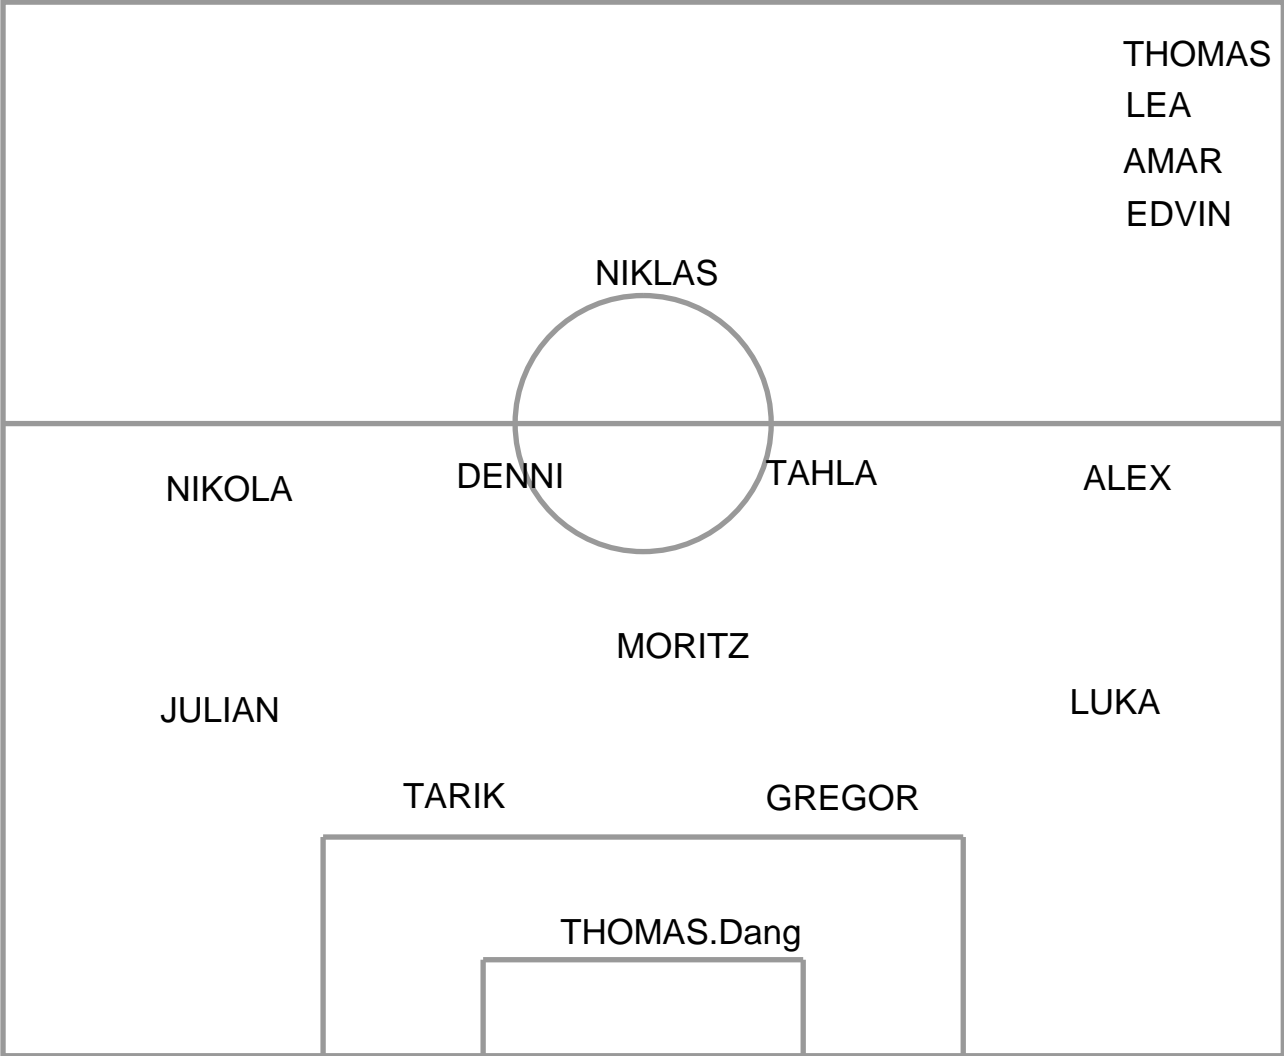 THOMAS
LEA
AMAR
EDVIN
NIKLAS
NIKOLA DENNI TAHLA ALEX
MORITZ
JULIAN LUKA
TARIK GREGOR
THOMAS.Dang